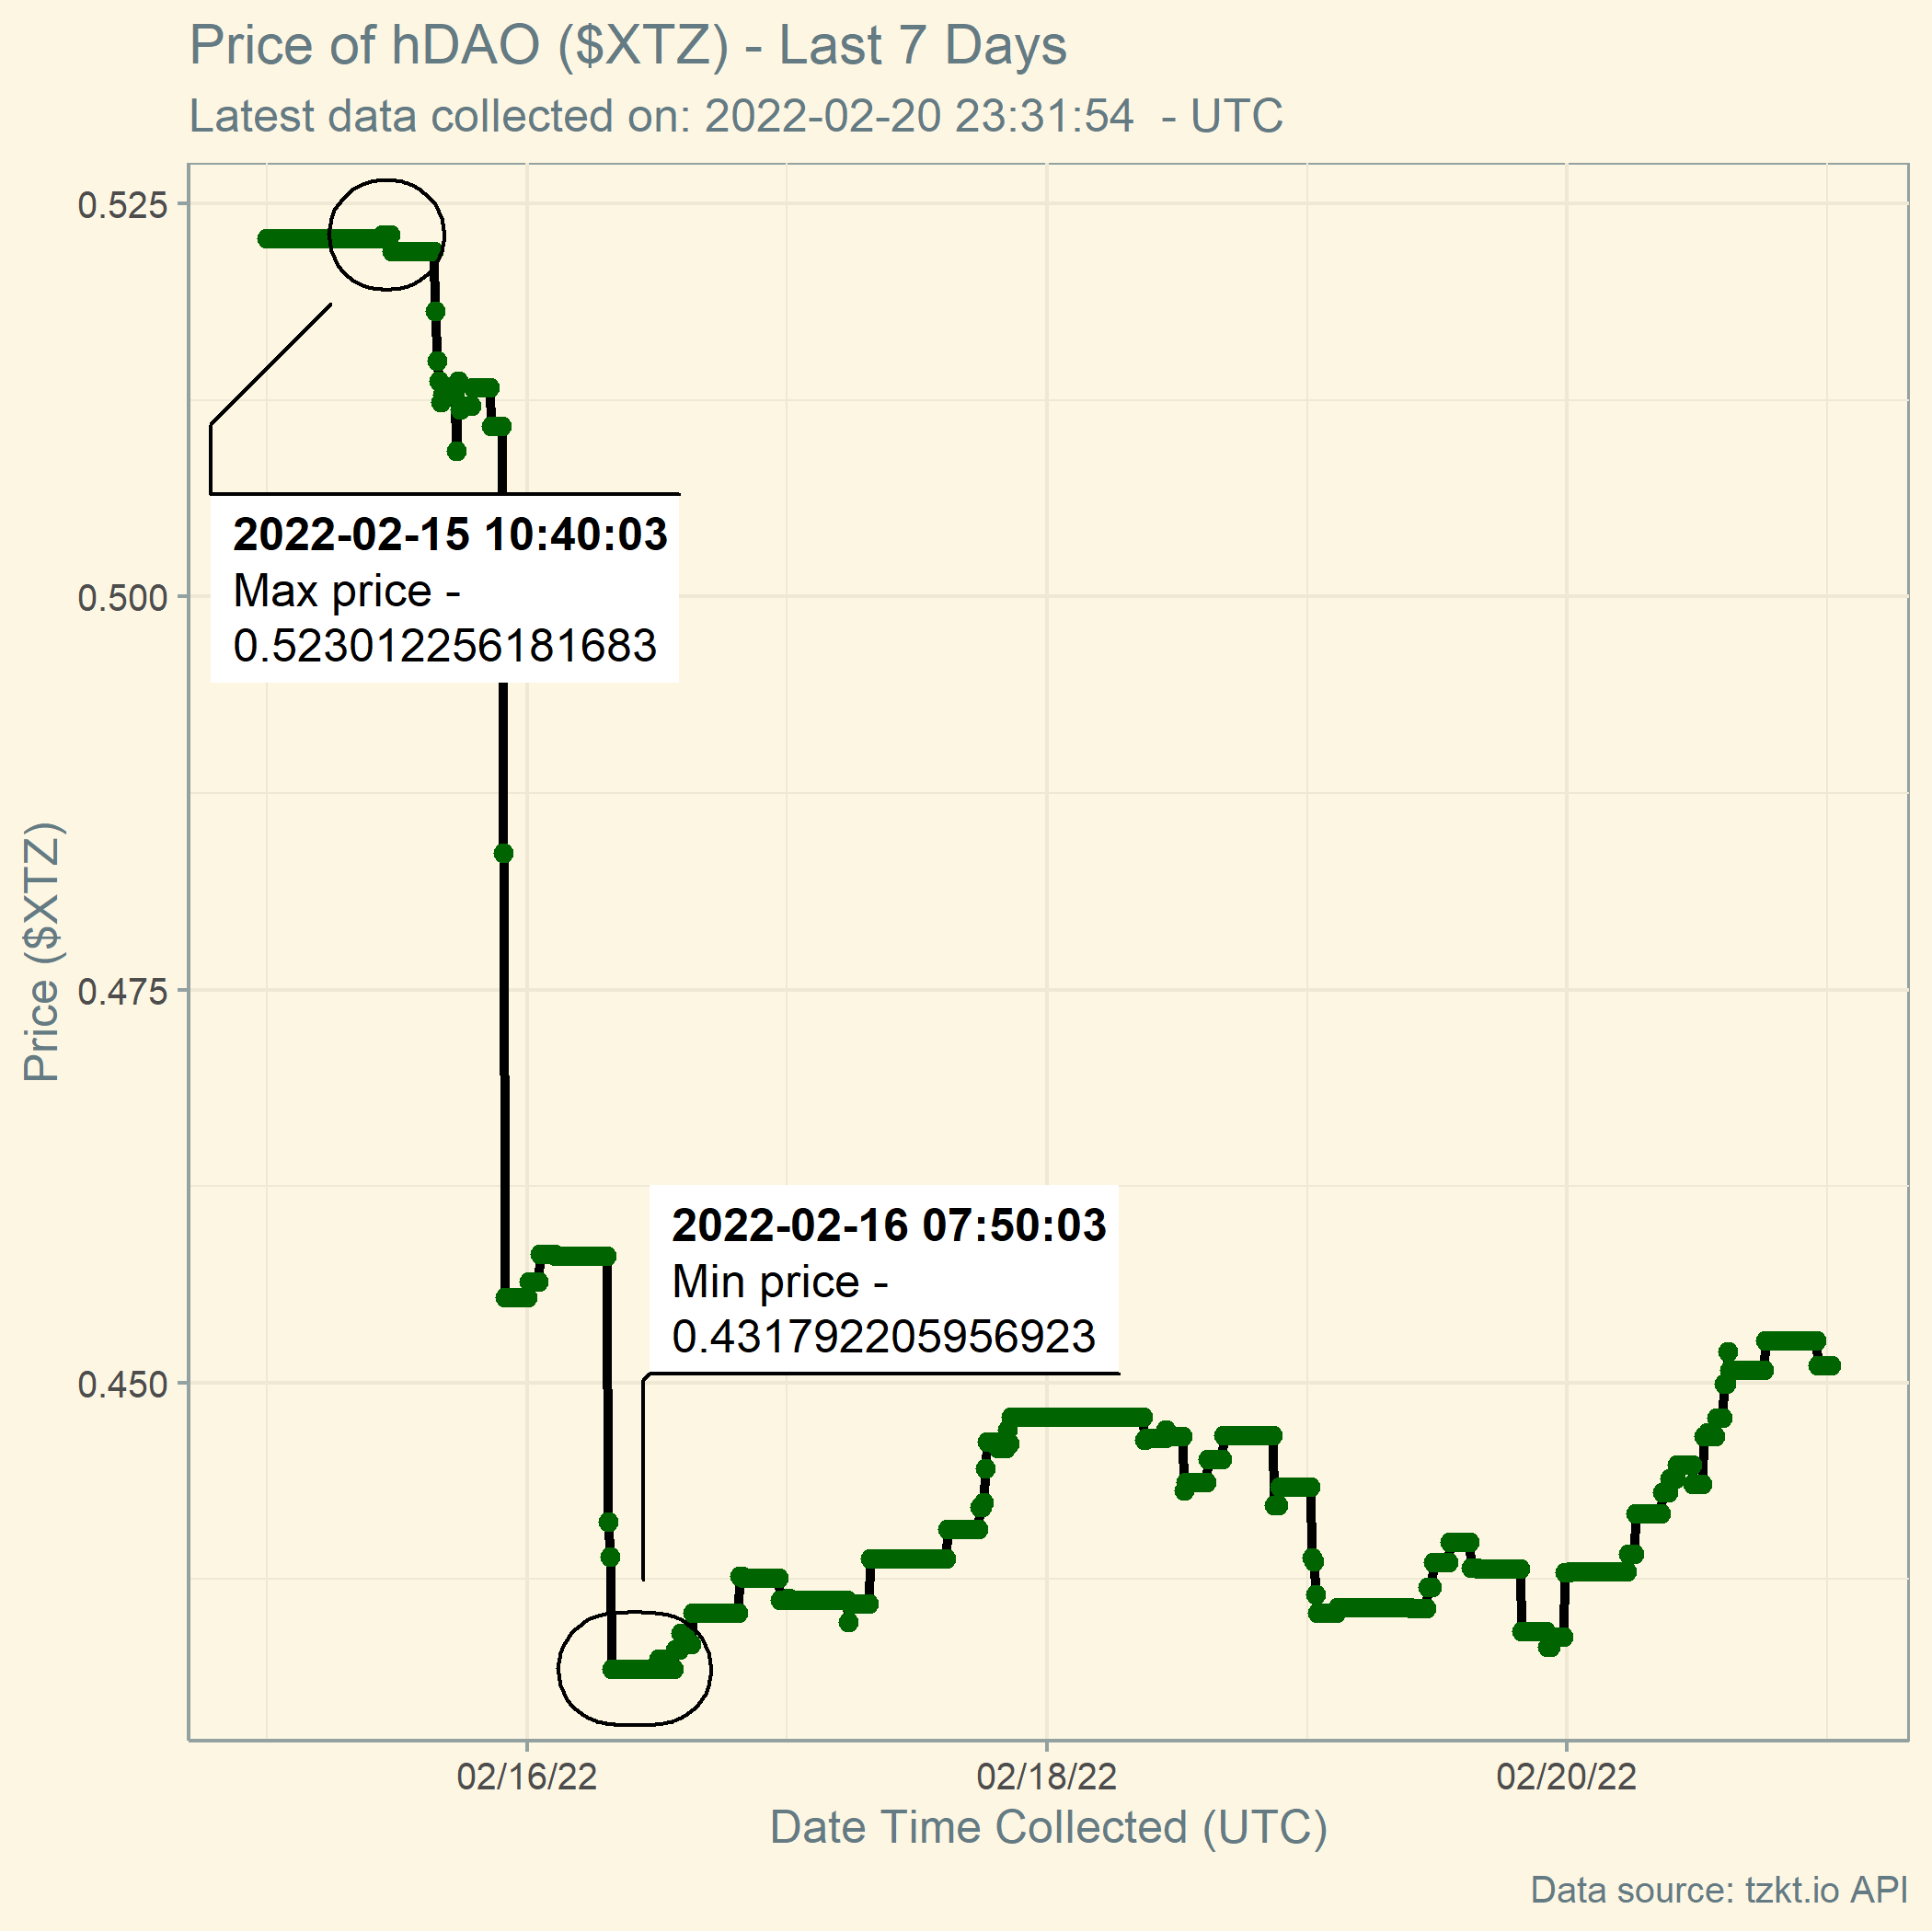 Price of hDAO ($XTZ) - Last 7 Days
Latest data collected on: 2022-02-20 23:31:54  - UTC
0.525
0.500
0.475
0.450
Price ($XTZ)
2022-02-15 10:40:03
Max price -
0.523012256181683
2022-02-16 07:50:03
Min price -
0.431792205956923
02/16/22
02/18/22
02/20/22
Date Time Collected (UTC)
Data source: tzkt.io API